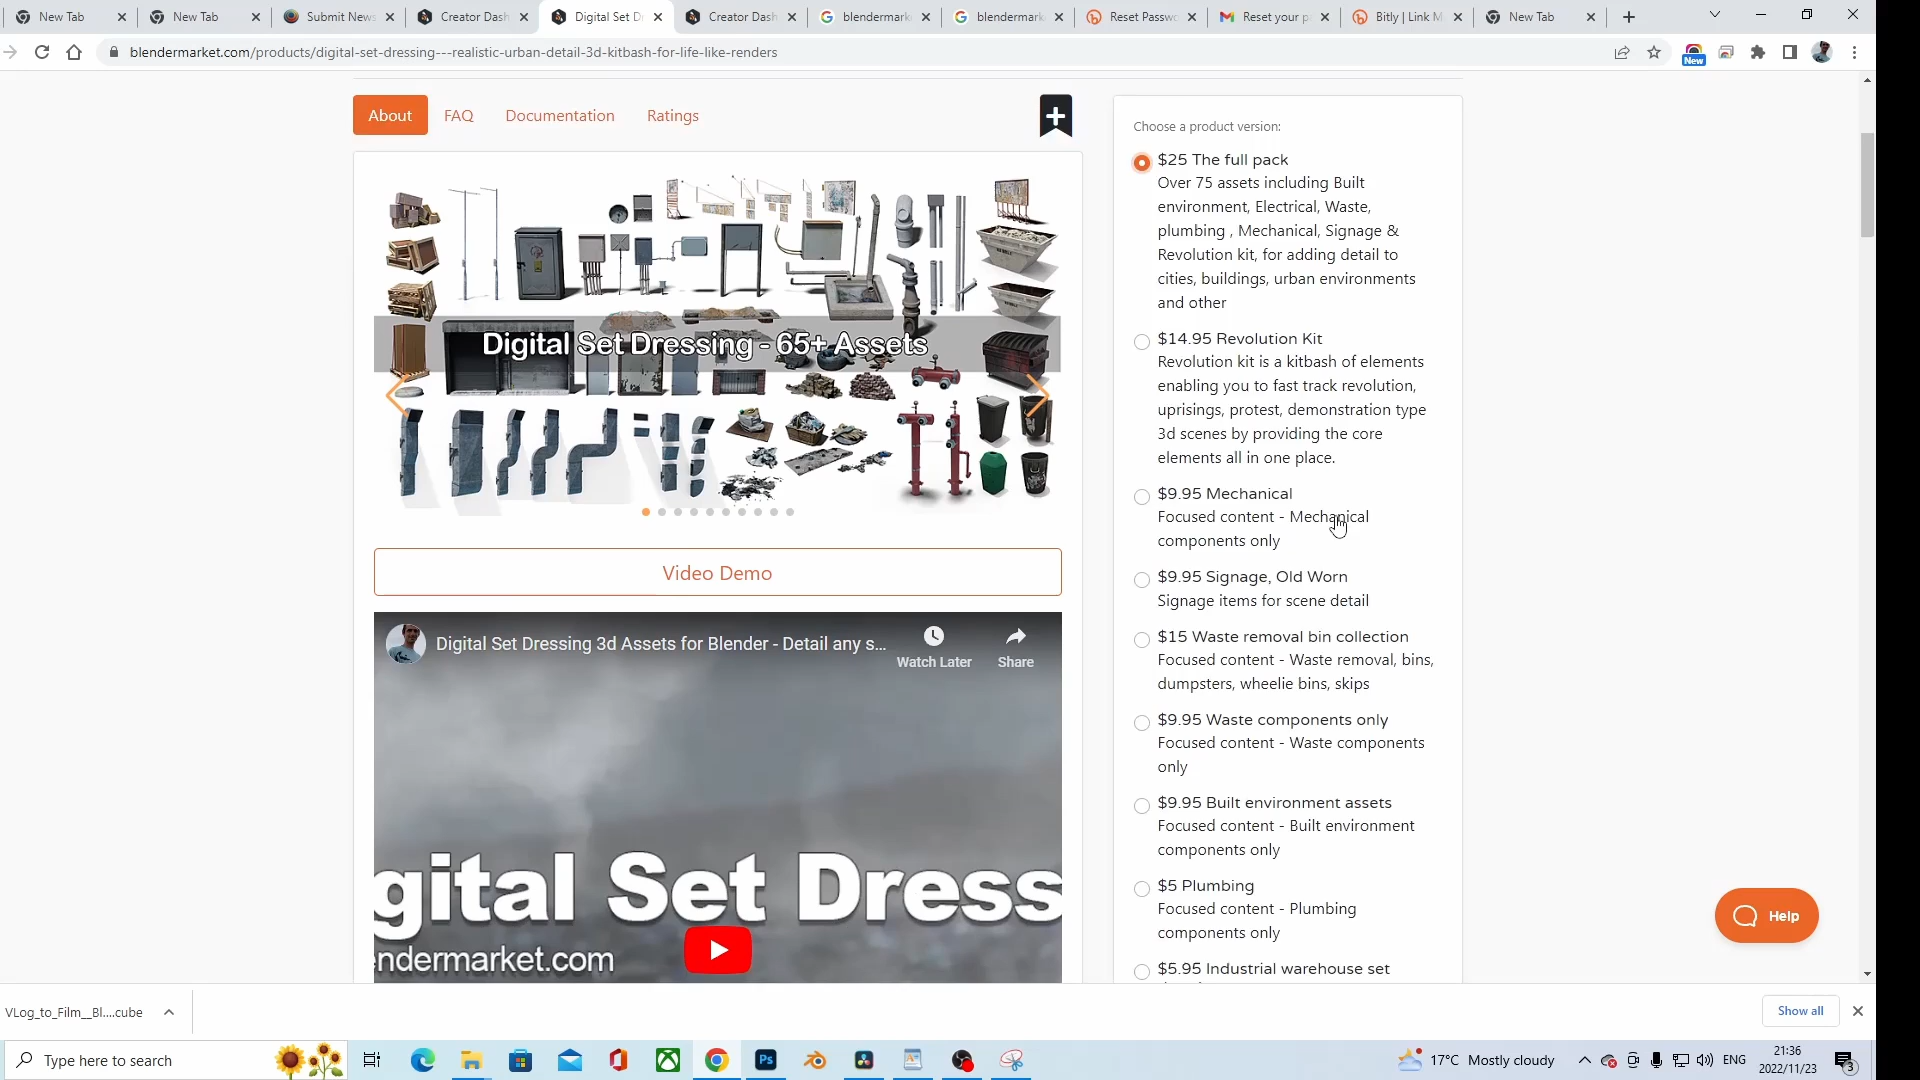 New Tab
New Tab
Submit News
Creator Dash
Digital Set D
Creator Dash
blendermark
blendermark
Reset Passwo
Reset your p
Bitly | Link M
New Tab
blendermarket.com/products/digital-set-dressing---realistic-urban-detail-3d-kitbash-for-life-like-renders
New
About
FAQ
Documentation
Ratings
Digital Set Dressing - 65+ Assets
Video Demo
Digital Set Dressing 3d Assets for Blender - Detail any s...
Watch Later
Share
gital Set Dress
endermarket.com
Choose a product version:
$25 The full pack
Over 75 assets including Built
environment, Electrical, Waste,
plumbing , Mechanical, Signage &
Revolution kit, for adding detail to
cities, buildings, urban environments
and other
$14.95 Revolution Kit
Revolution kit is a kitbash of elements
enabling you to fast track revolution,
uprisings, protest, demonstration type
3d scenes by providing the core
elements all in one place.
$9.95 Mechanical
Focused content - Mechanical
components only
$9.95 Signage, Old Worn
Signage items for scene detail
$15 Waste removal bin collection
Focused content - Waste removal, bins,
dumpsters, wheelie bins, skips
$9.95 Waste components only
Focused content - Waste components
only
$9.95 Built environment assets
Focused content - Built environment
components only
$5 Plumbing
Focused content - Plumbing
components only
$5.95 Industrial warehouse set
Help
VLog_to_Film__Bl....cube
Show all
Type here to search
Ps
17°C Mostly cloudy
ENG
21:36
2022/11/23
3